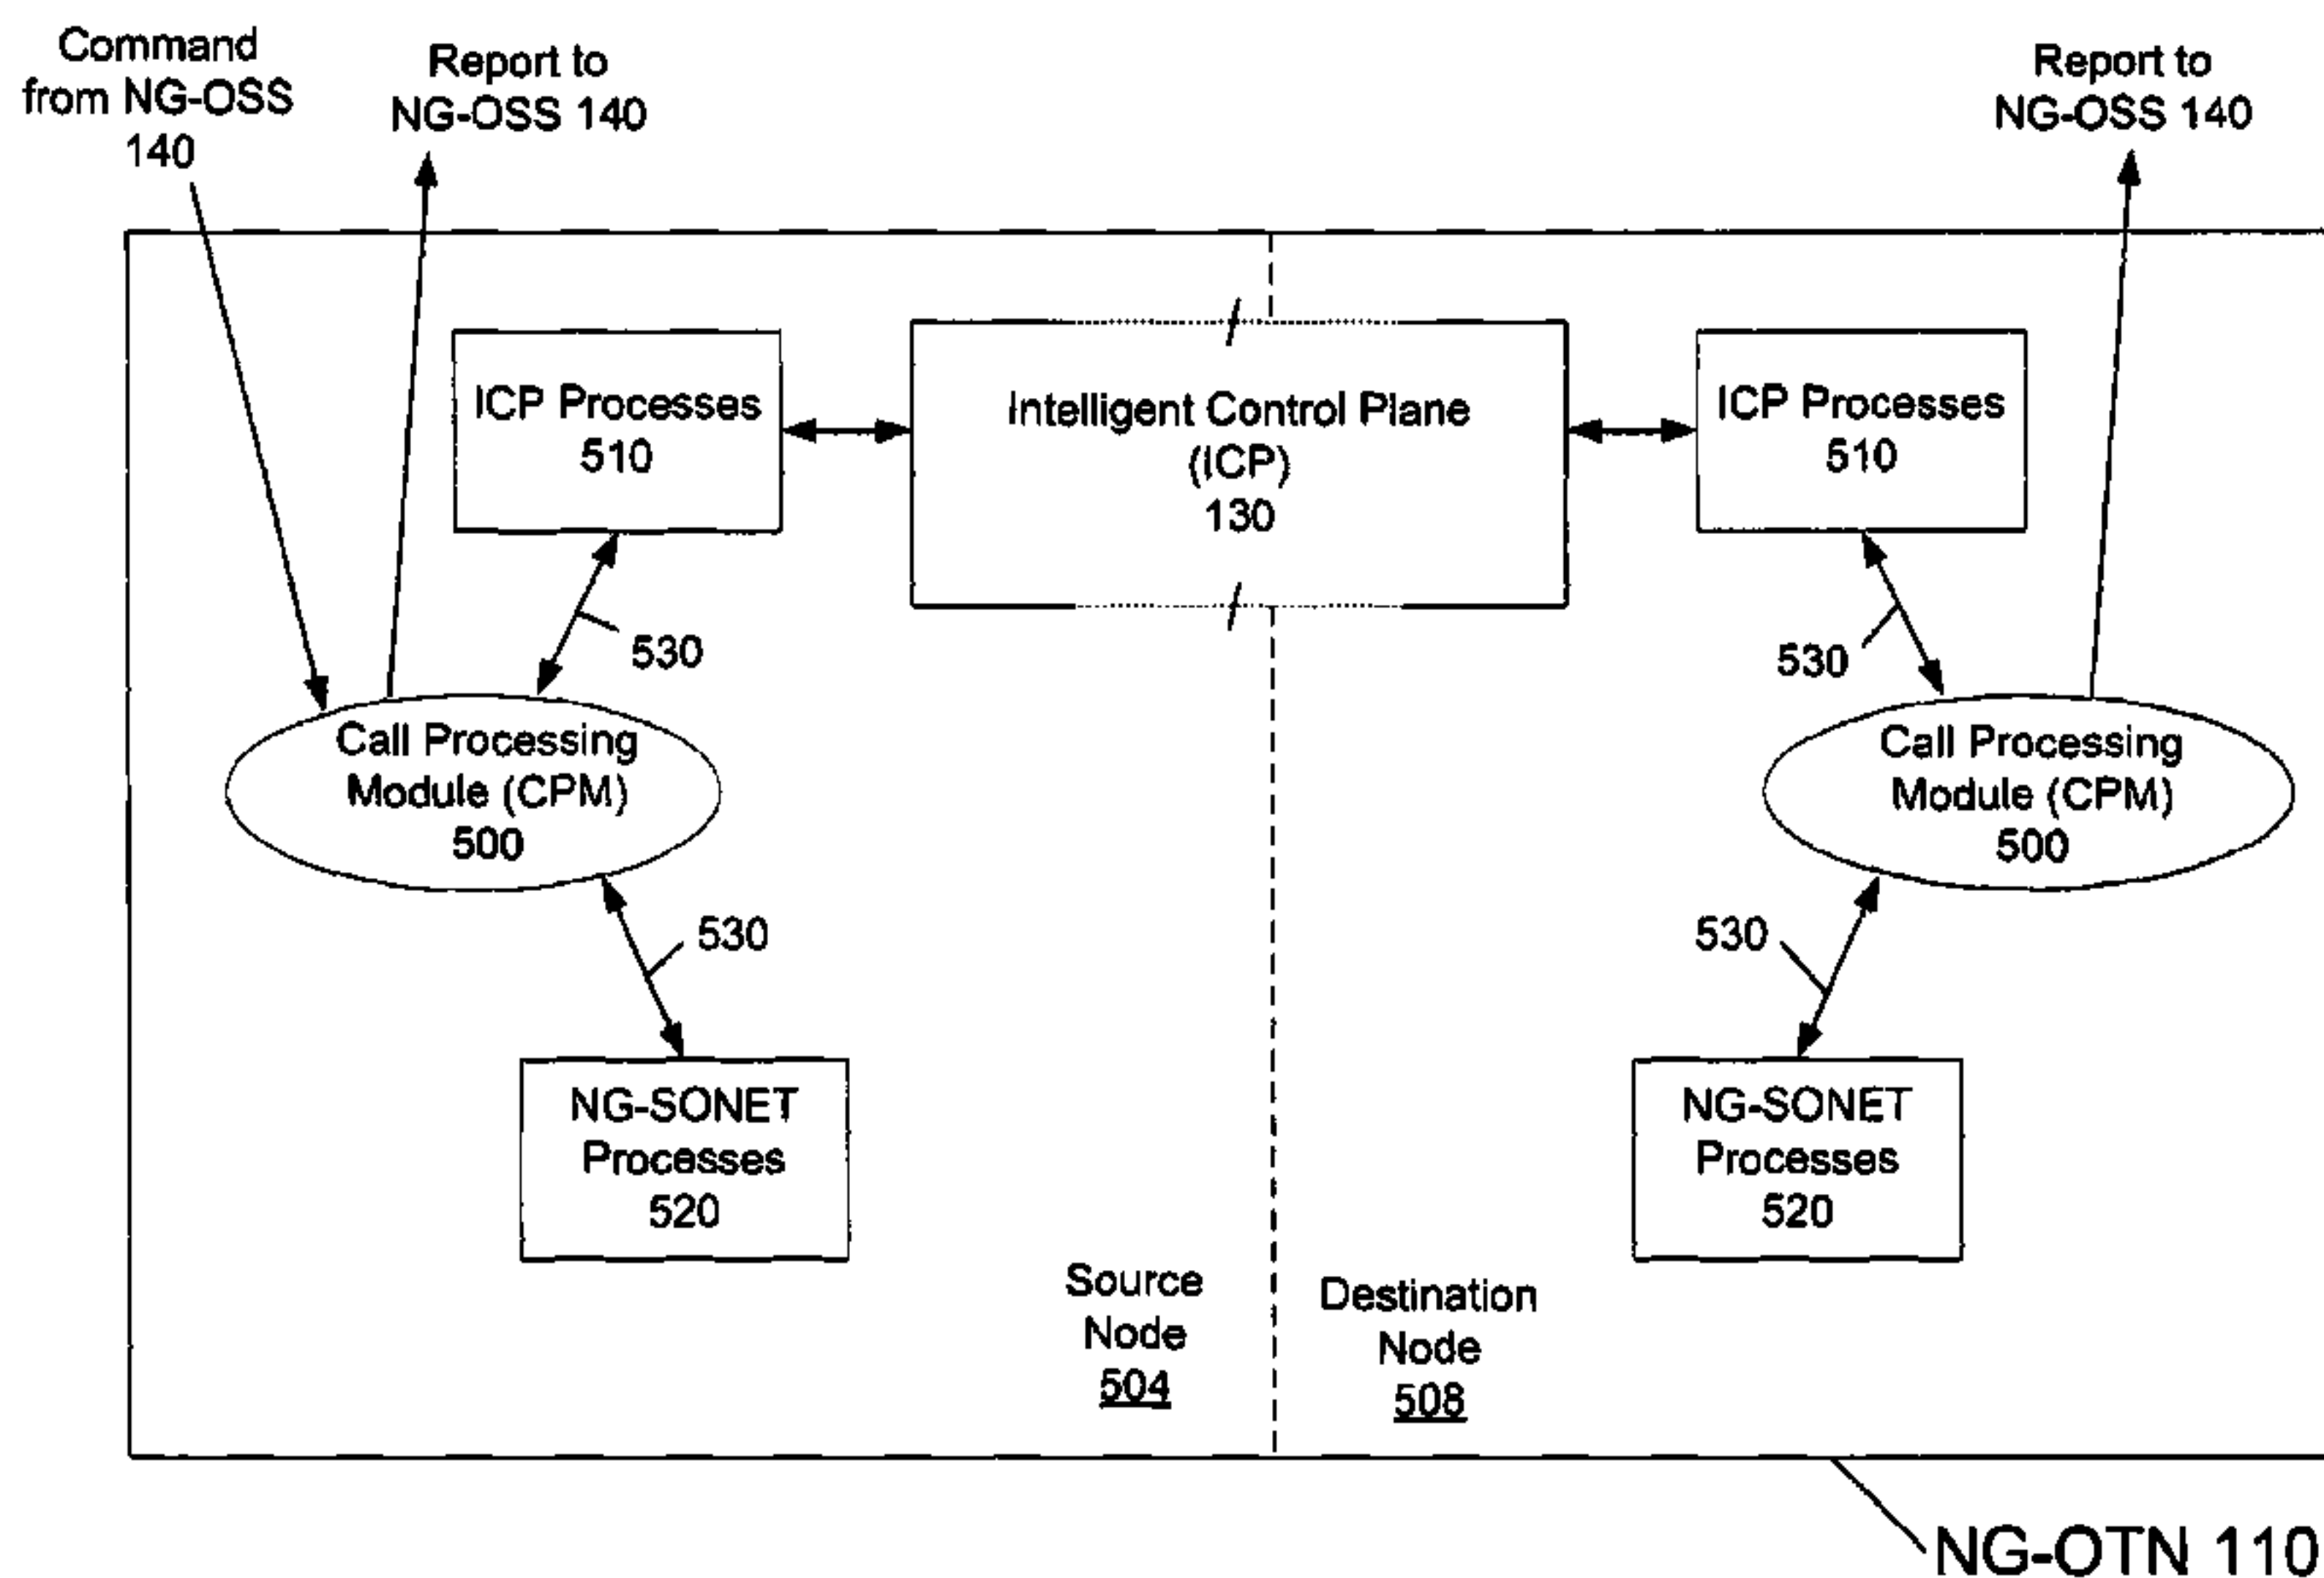 Command
from NG-OSS
140
Report to
NG-OSS 140
Report to
NG-OSS 140
ICP Processes
510
Intelligent Control Plane
(ICP)
130
ICP Processes
510
530
530
Call Processing
Module (CPM)
500
Call Processing
Module (CPM)
500
530
530
NG-SONET
Processes
520
NG-SONET
Processes
520
Source
Node
504
Destination
Node
508
NG-OTN 110